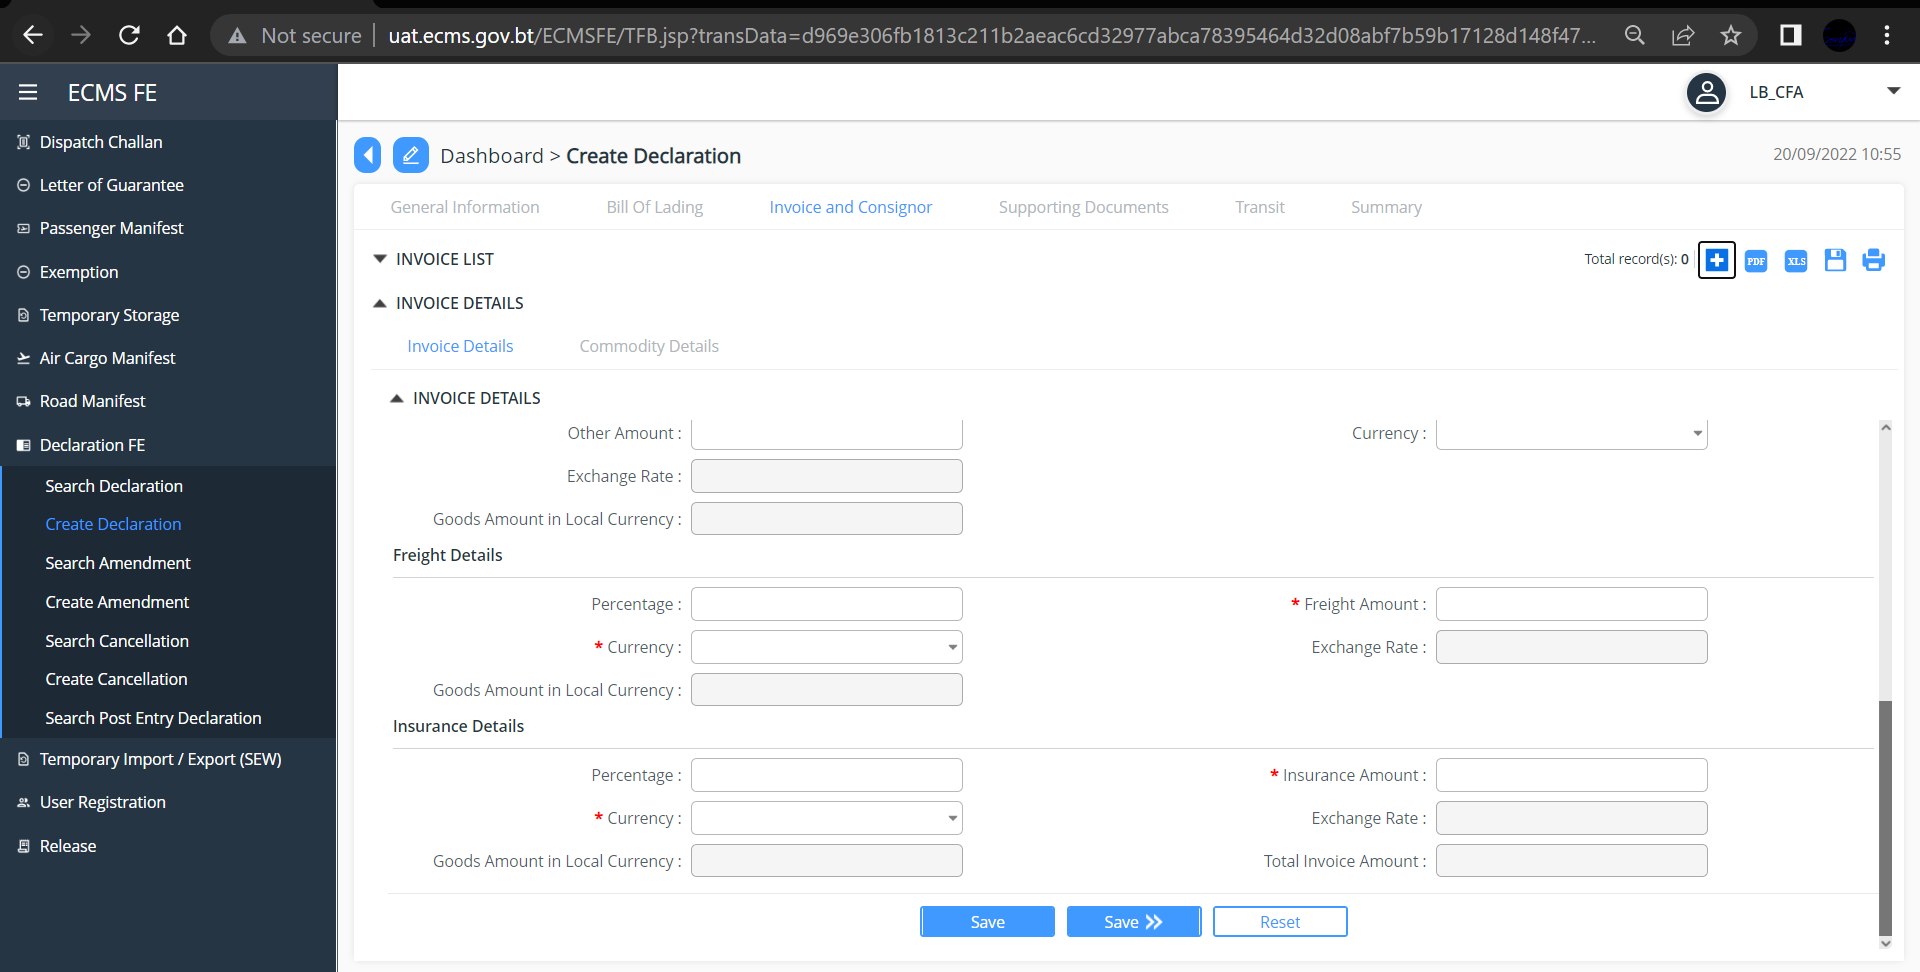 Not secure
uat.ecms.gov.bt/ECMSFE/TFB.jsp?transData=d969e306fb1813c211b2aeac6cd32977abca78395464d32d08abf7b59b17128d148f47...
ECMS FE
LB_CFA
Dispatch Challan
Letter of Guarantee
Passenger Manifest
Exemption
Temporary Storage
Air Cargo Manifest
Road Manifest
Declaration FE
Search Declaration
Create Declaration
Search Amendment
Create Amendment
Search Cancellation
Create Cancellation
Search Post Entry Declaration
Temporary Import / Export (SEW)
User Registration
Release
Dashboard > Create Declaration
20/09/2022 10:55
General Information
Bill Of Lading
Invoice and Consignor
Supporting Documents
Transit
Summary
INVOICE LIST
Total record(s): 0
PDF
XLS
INVOICE DETAILS
Invoice Details
Commodity Details
INVOICE DETAILS
Other Amount :
Currency :
Exchange Rate :
Goods Amount in Local Currency :
Freight Details
Percentage :
* Freight Amount :
* Currency :
Exchange Rate :
Goods Amount in Local Currency :
Insurance Details
Percentage :
* Insurance Amount :
* Currency :
Exchange Rate :
Goods Amount in Local Currency :
Total Invoice Amount :
Save
Save
Reset